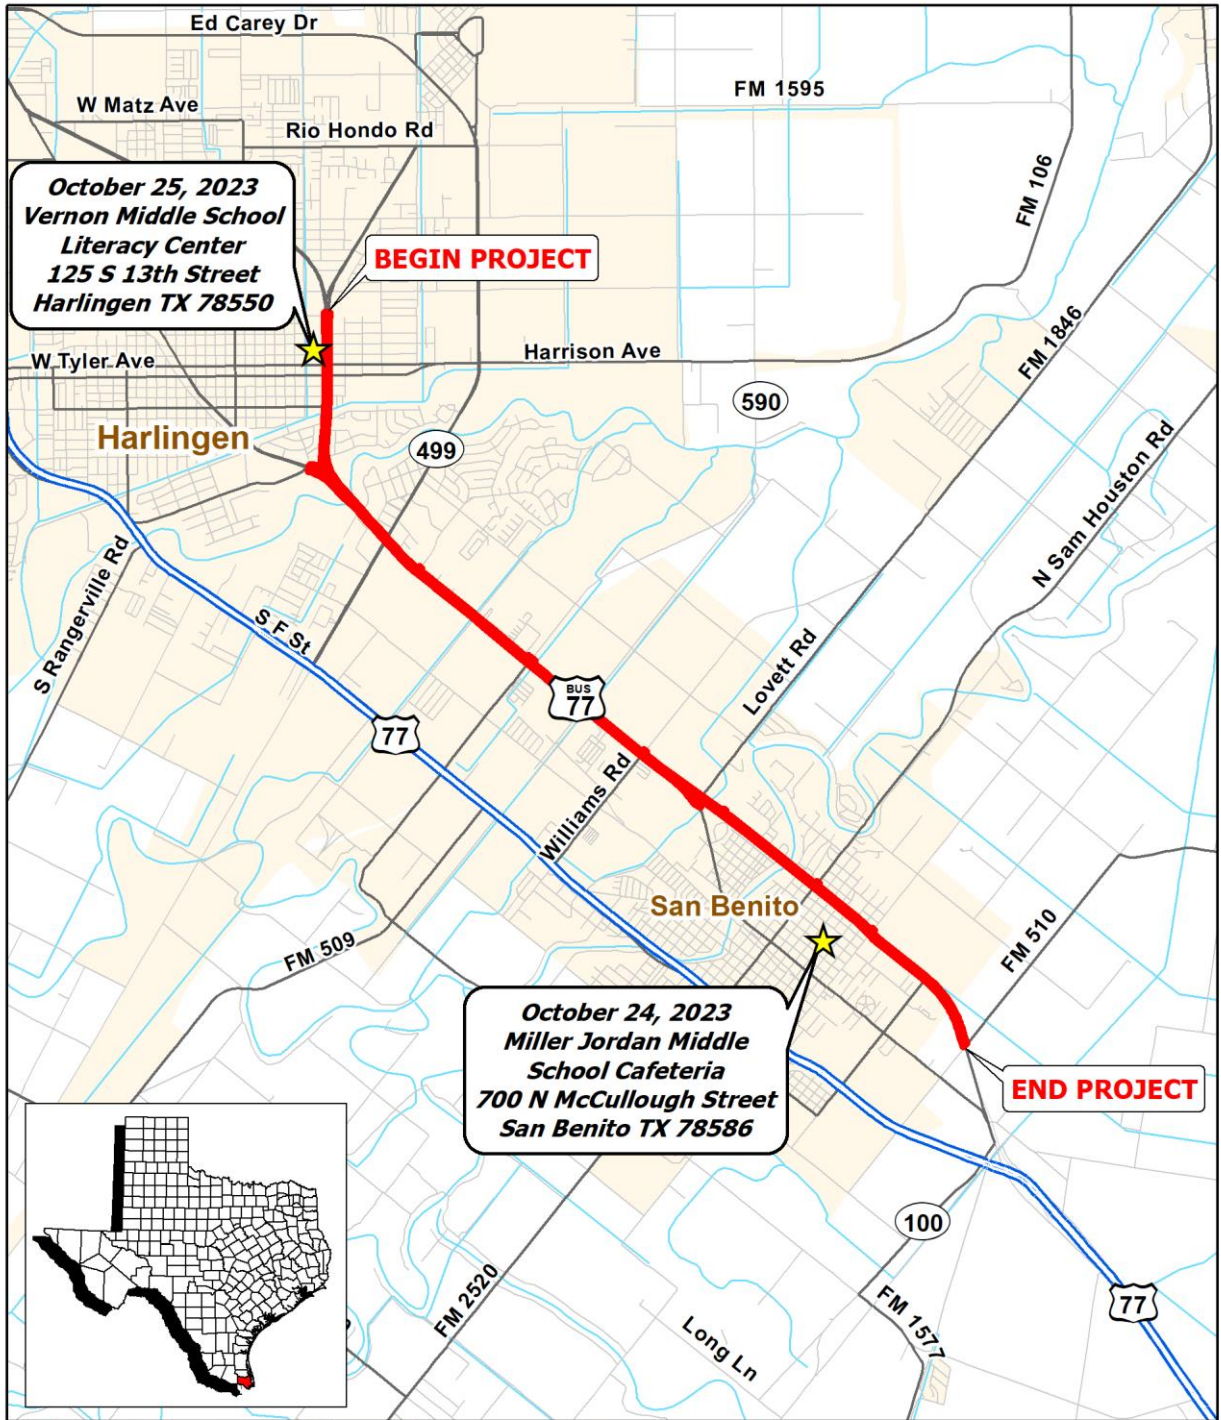 Ed Carey Dr
W Matz Ave
FM 1595
Rio Hondo Rd
October 25, 2023
Vernon Middle School
Literacy Center
125 S 13th Street
Harlingen TX 78550
BEGIN PROJECT
FM 106
FM 1846
W Tyler Ave
Harrison Ave
590
Harlingen
499
N Sam Houston Rd
S Rangerville Rd
S F St
Lovett Rd
BUS
77
77
Williams Rd
San Benito
FM 509
FM 510
October 24, 2023
Miller Jordan Middle
School Cafeteria
700 N McCullough Street
San Benito TX 78586
END PROJECT
100
FM 2520
FM 1577
77
Long Ln